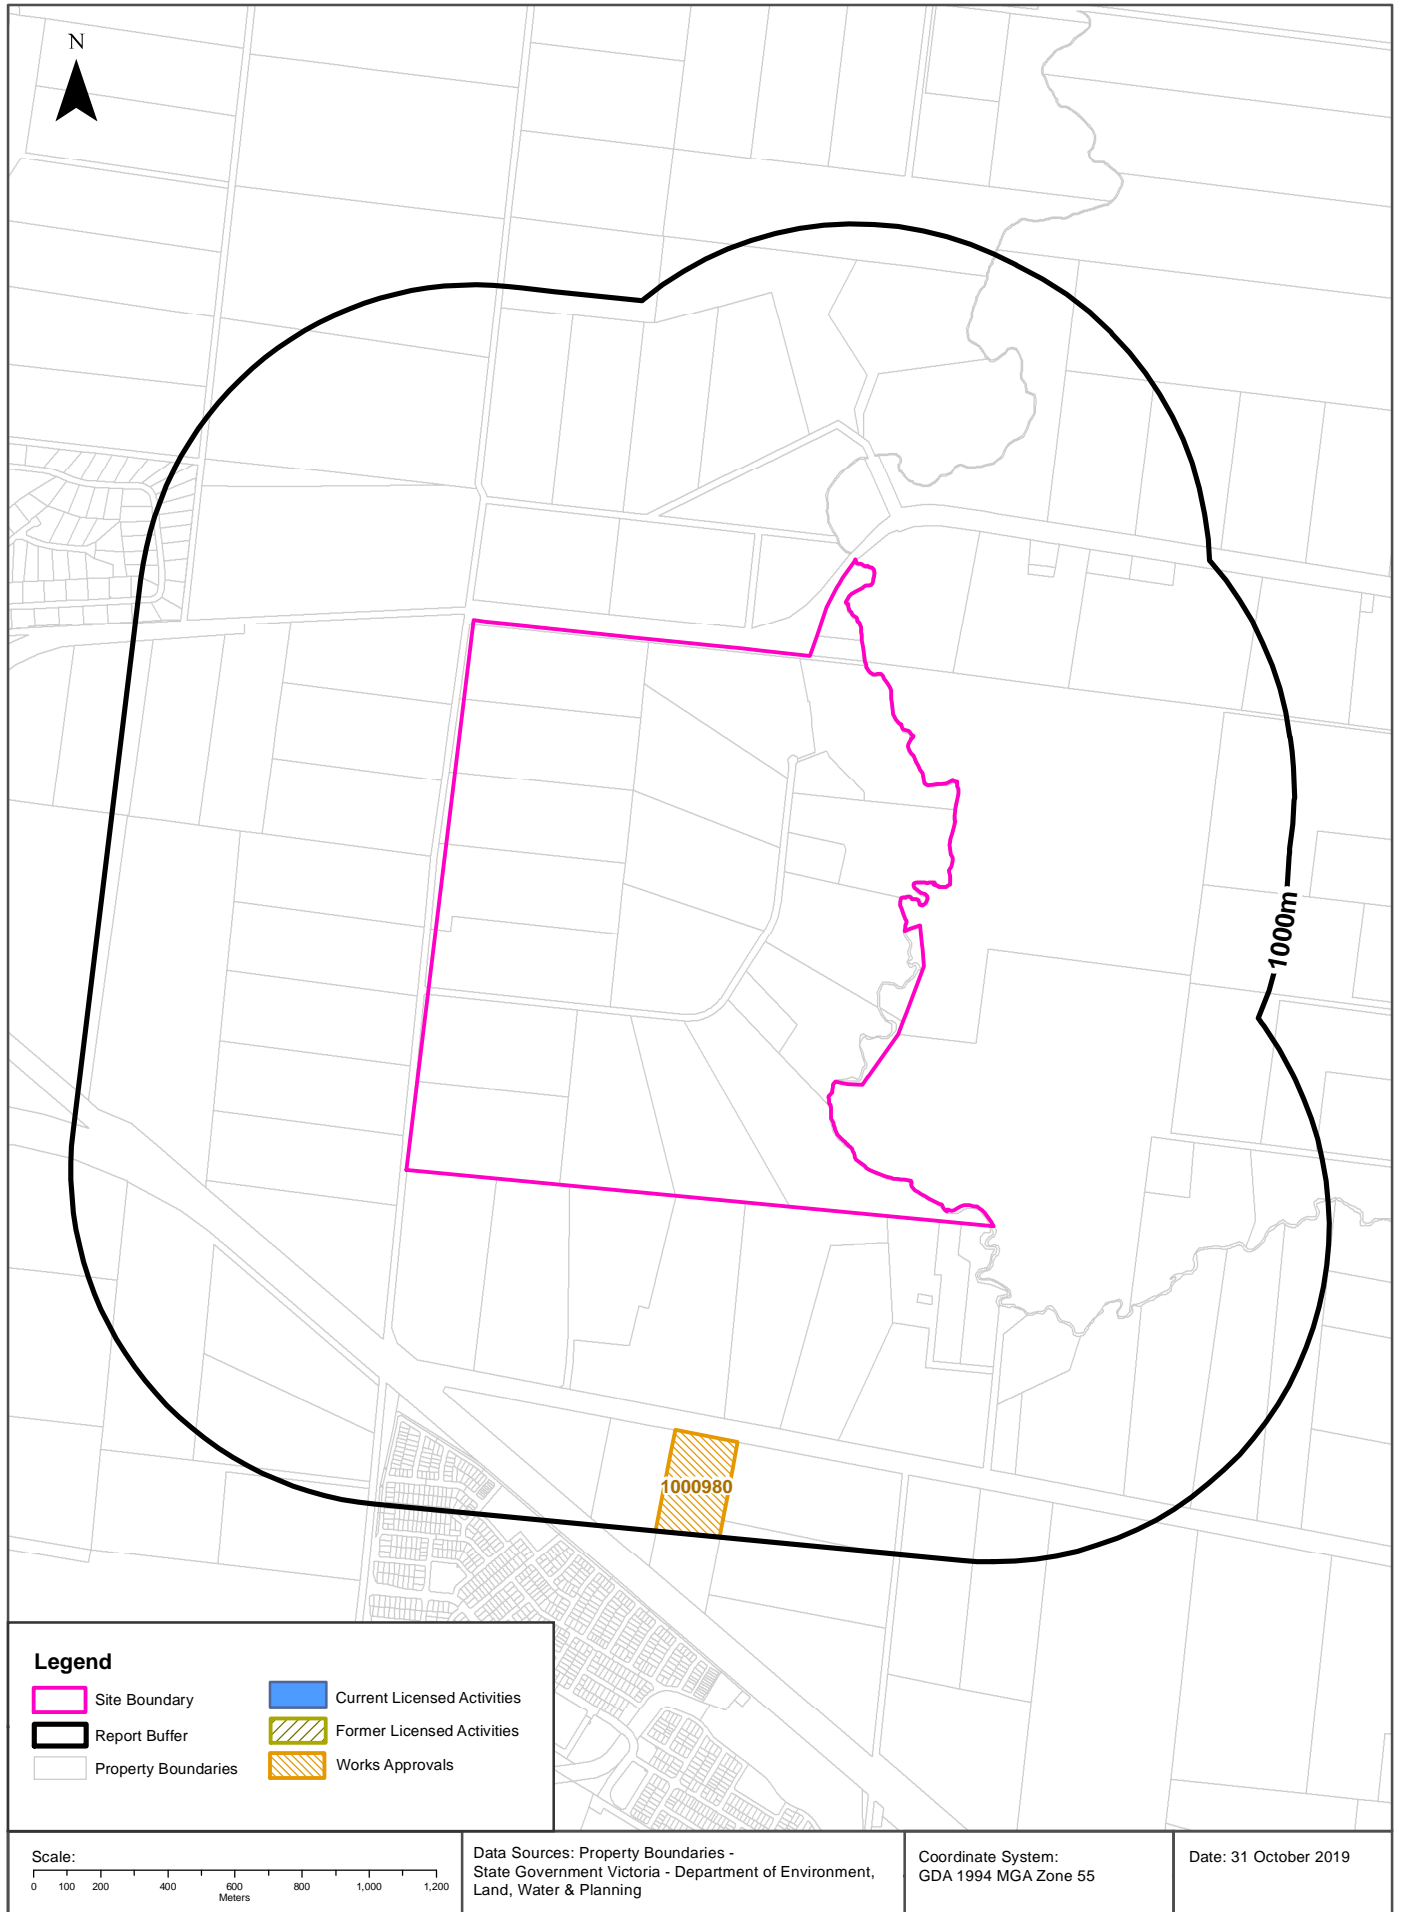 N
1000m
1000980
Legend
Site Boundary
Report Buffer
Property Boundaries
Current Licensed Activities
Former Licensed Activities
Works Approvals
Scale:
0 100 200 400 600 800 1,000 1,200
Meters
Data Sources: Property Boundaries -
State Government Victoria - Department of Environment,
Land, Water & Planning
Coordinate System:
GDA 1994 MGA Zone 55
Date: 31 October 2019